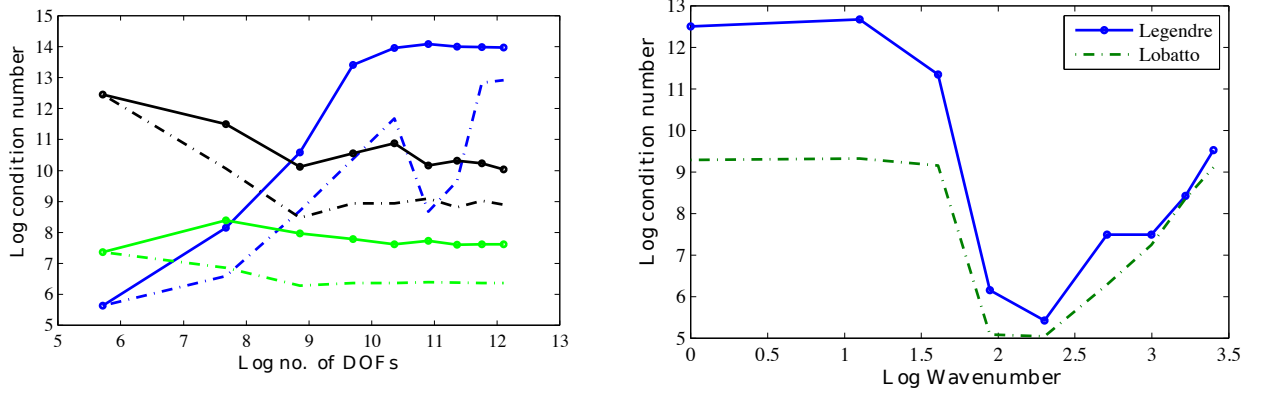 15
14
13
12
11
10
9
8
7
6
5
Log condition number
5 6 7 8 9 10 11 12 13
Log no. of DOFs
13
12
11
10
9
8
7
6
5
Log condition number
Legendre
Lobatto
0 0.5 1 1.5 2 2.5 3 3.5
Log Wavenumber